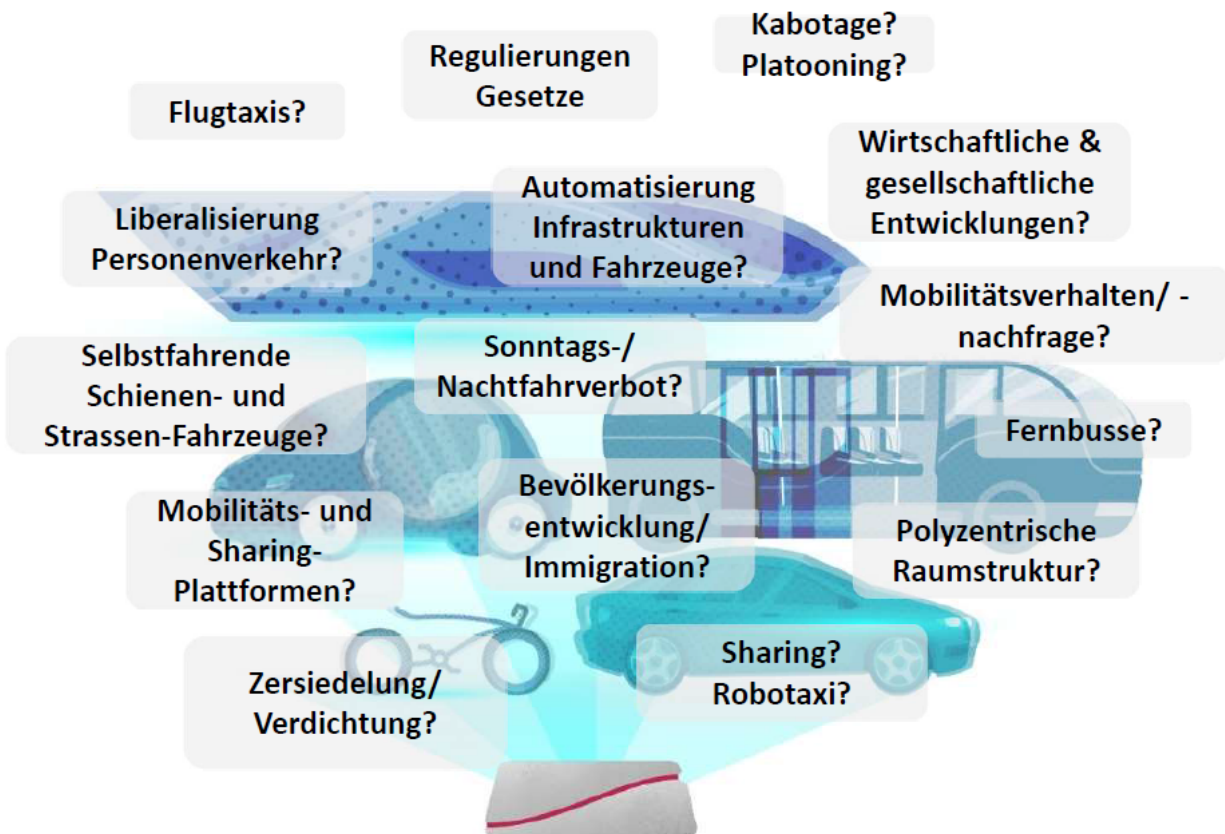 Kabotage?
Platooning?
Regulierungen
Gesetze
Flugtaxis?
Wirtschaftliche &
gesellschaftliche
Entwicklungen?
Automatisierung
Infrastrukturen
und Fahrzeuge?
Liberalisierung
Personenverkehr?
Mobilitätsverhalten/ -
nachfrage?
Sonntags-/
Nachtfahrverbot?
Selbstfahrende
Schienen- und
Strassen-Fahrzeuge?
Fernbusse?
Bevölkerungs-
entwicklung/
Immigration?
Mobilitäts- und
Sharing-
Plattformen?
Polyzentrische
Raumstruktur?
Sharing?
Robotaxi?
Zersiedelung/
Verdichtung?